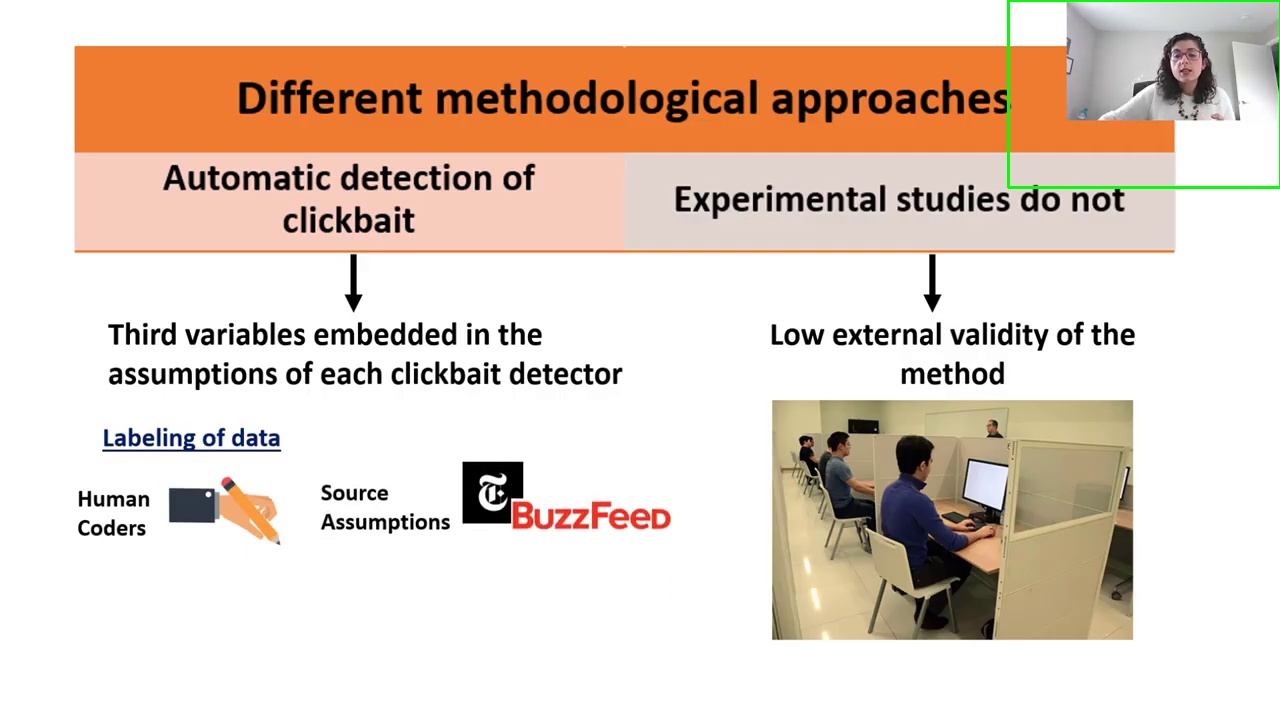 Different methodological approaches
Automatic detection of
clickbait
Experimental studies do not
Third variables embedded in the
assumptions of each clickbait detector
Low external validity of the
method
Labeling of data
Human
Coders
Source
Assumptions
T
BuzzFeed